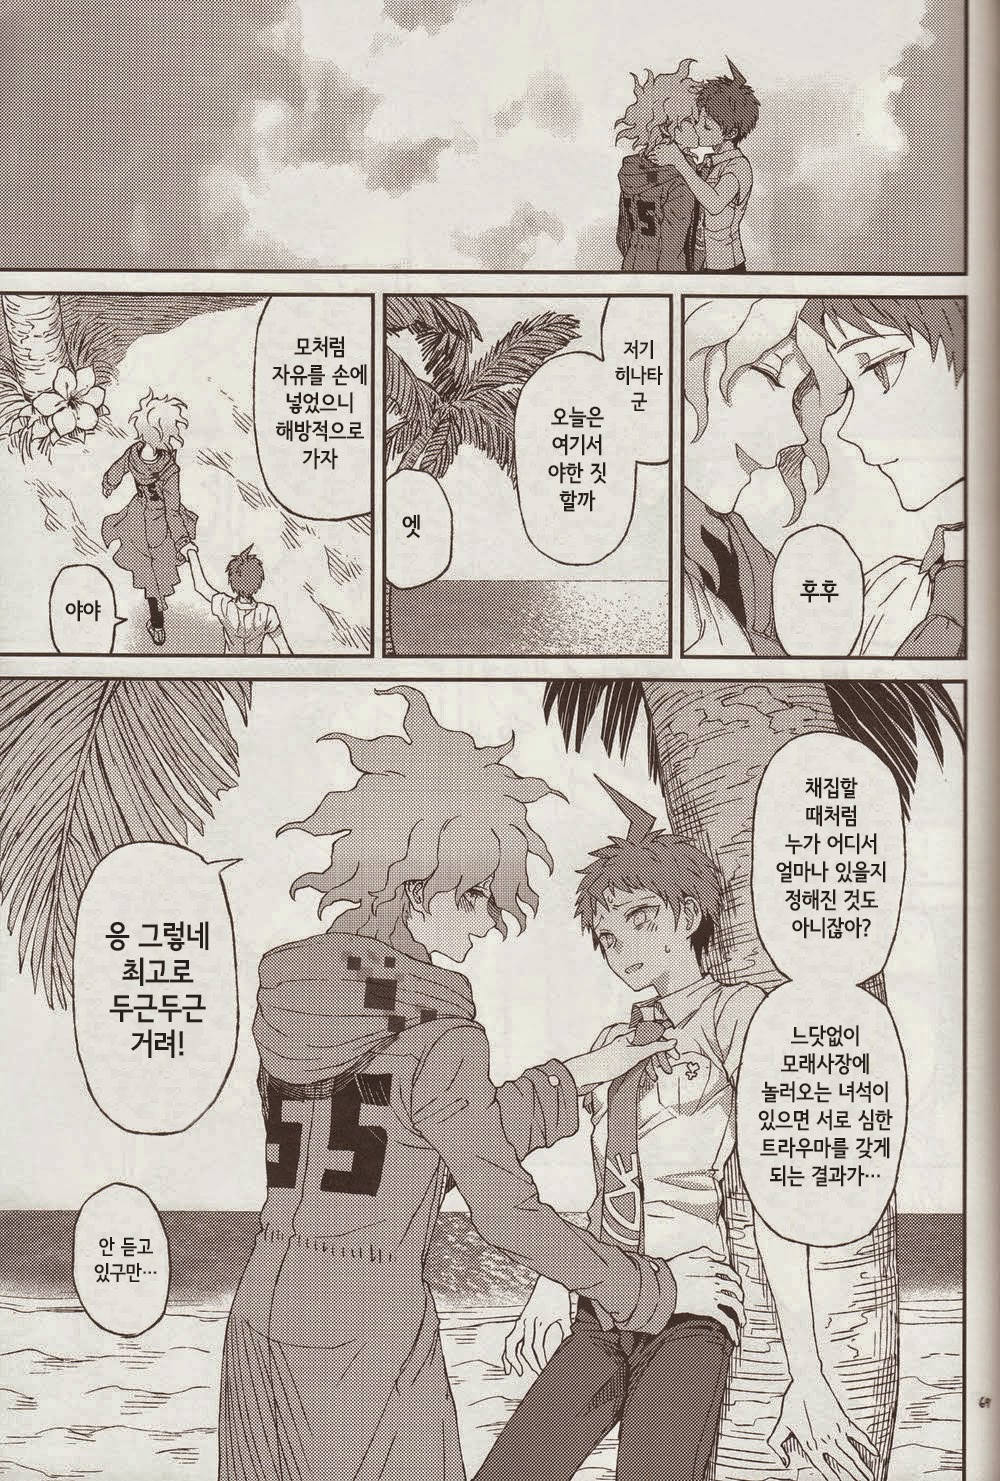 후후
저기
히나타
군
오늘은
여기서
야한 짓
할까
엣
모처럼
자유를 손에
넣었으니
해방적으로
가자
야야
채집할
때처럼
누가 어디서
얼마나 있을지
정해진 것도
아니잖아?
느닷없이
모래사장에
놀러오는 녀석이
있으면 서로 심한
트라우마를 갖게
되는 결과가…
응 그렇네
최고로
두근두근
거려!
안 듣고
있구만…
55
55
55
69